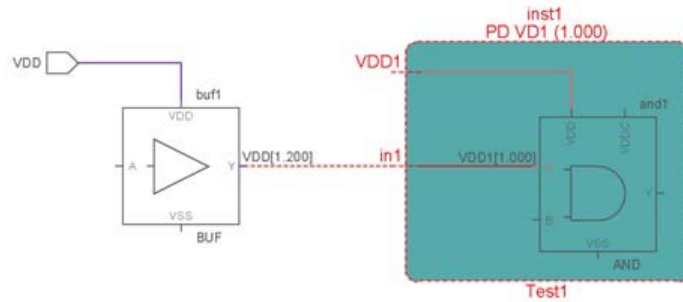 inst1
PD VD1 (1.000)
VDD
VDD1
buf1
VDD
A
Y
VDD[1.200]
in1
VSS
BUF
and1
VDD
VDDC
VDD1[1.000]
A
B
Y
VSS
AND
Test1